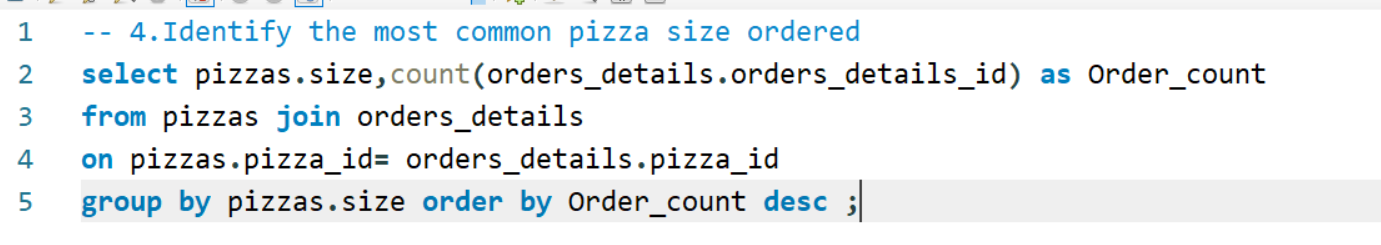 1 -- 4.Identify the most common pizza size ordered
2 select pizzas.size,count(orders_details.orders_details_id) as Order_count
3 from pizzas join orders_details
4 on pizzas.pizza_id= orders_details.pizza_id
5 group by pizzas.size order by Order_count desc ;